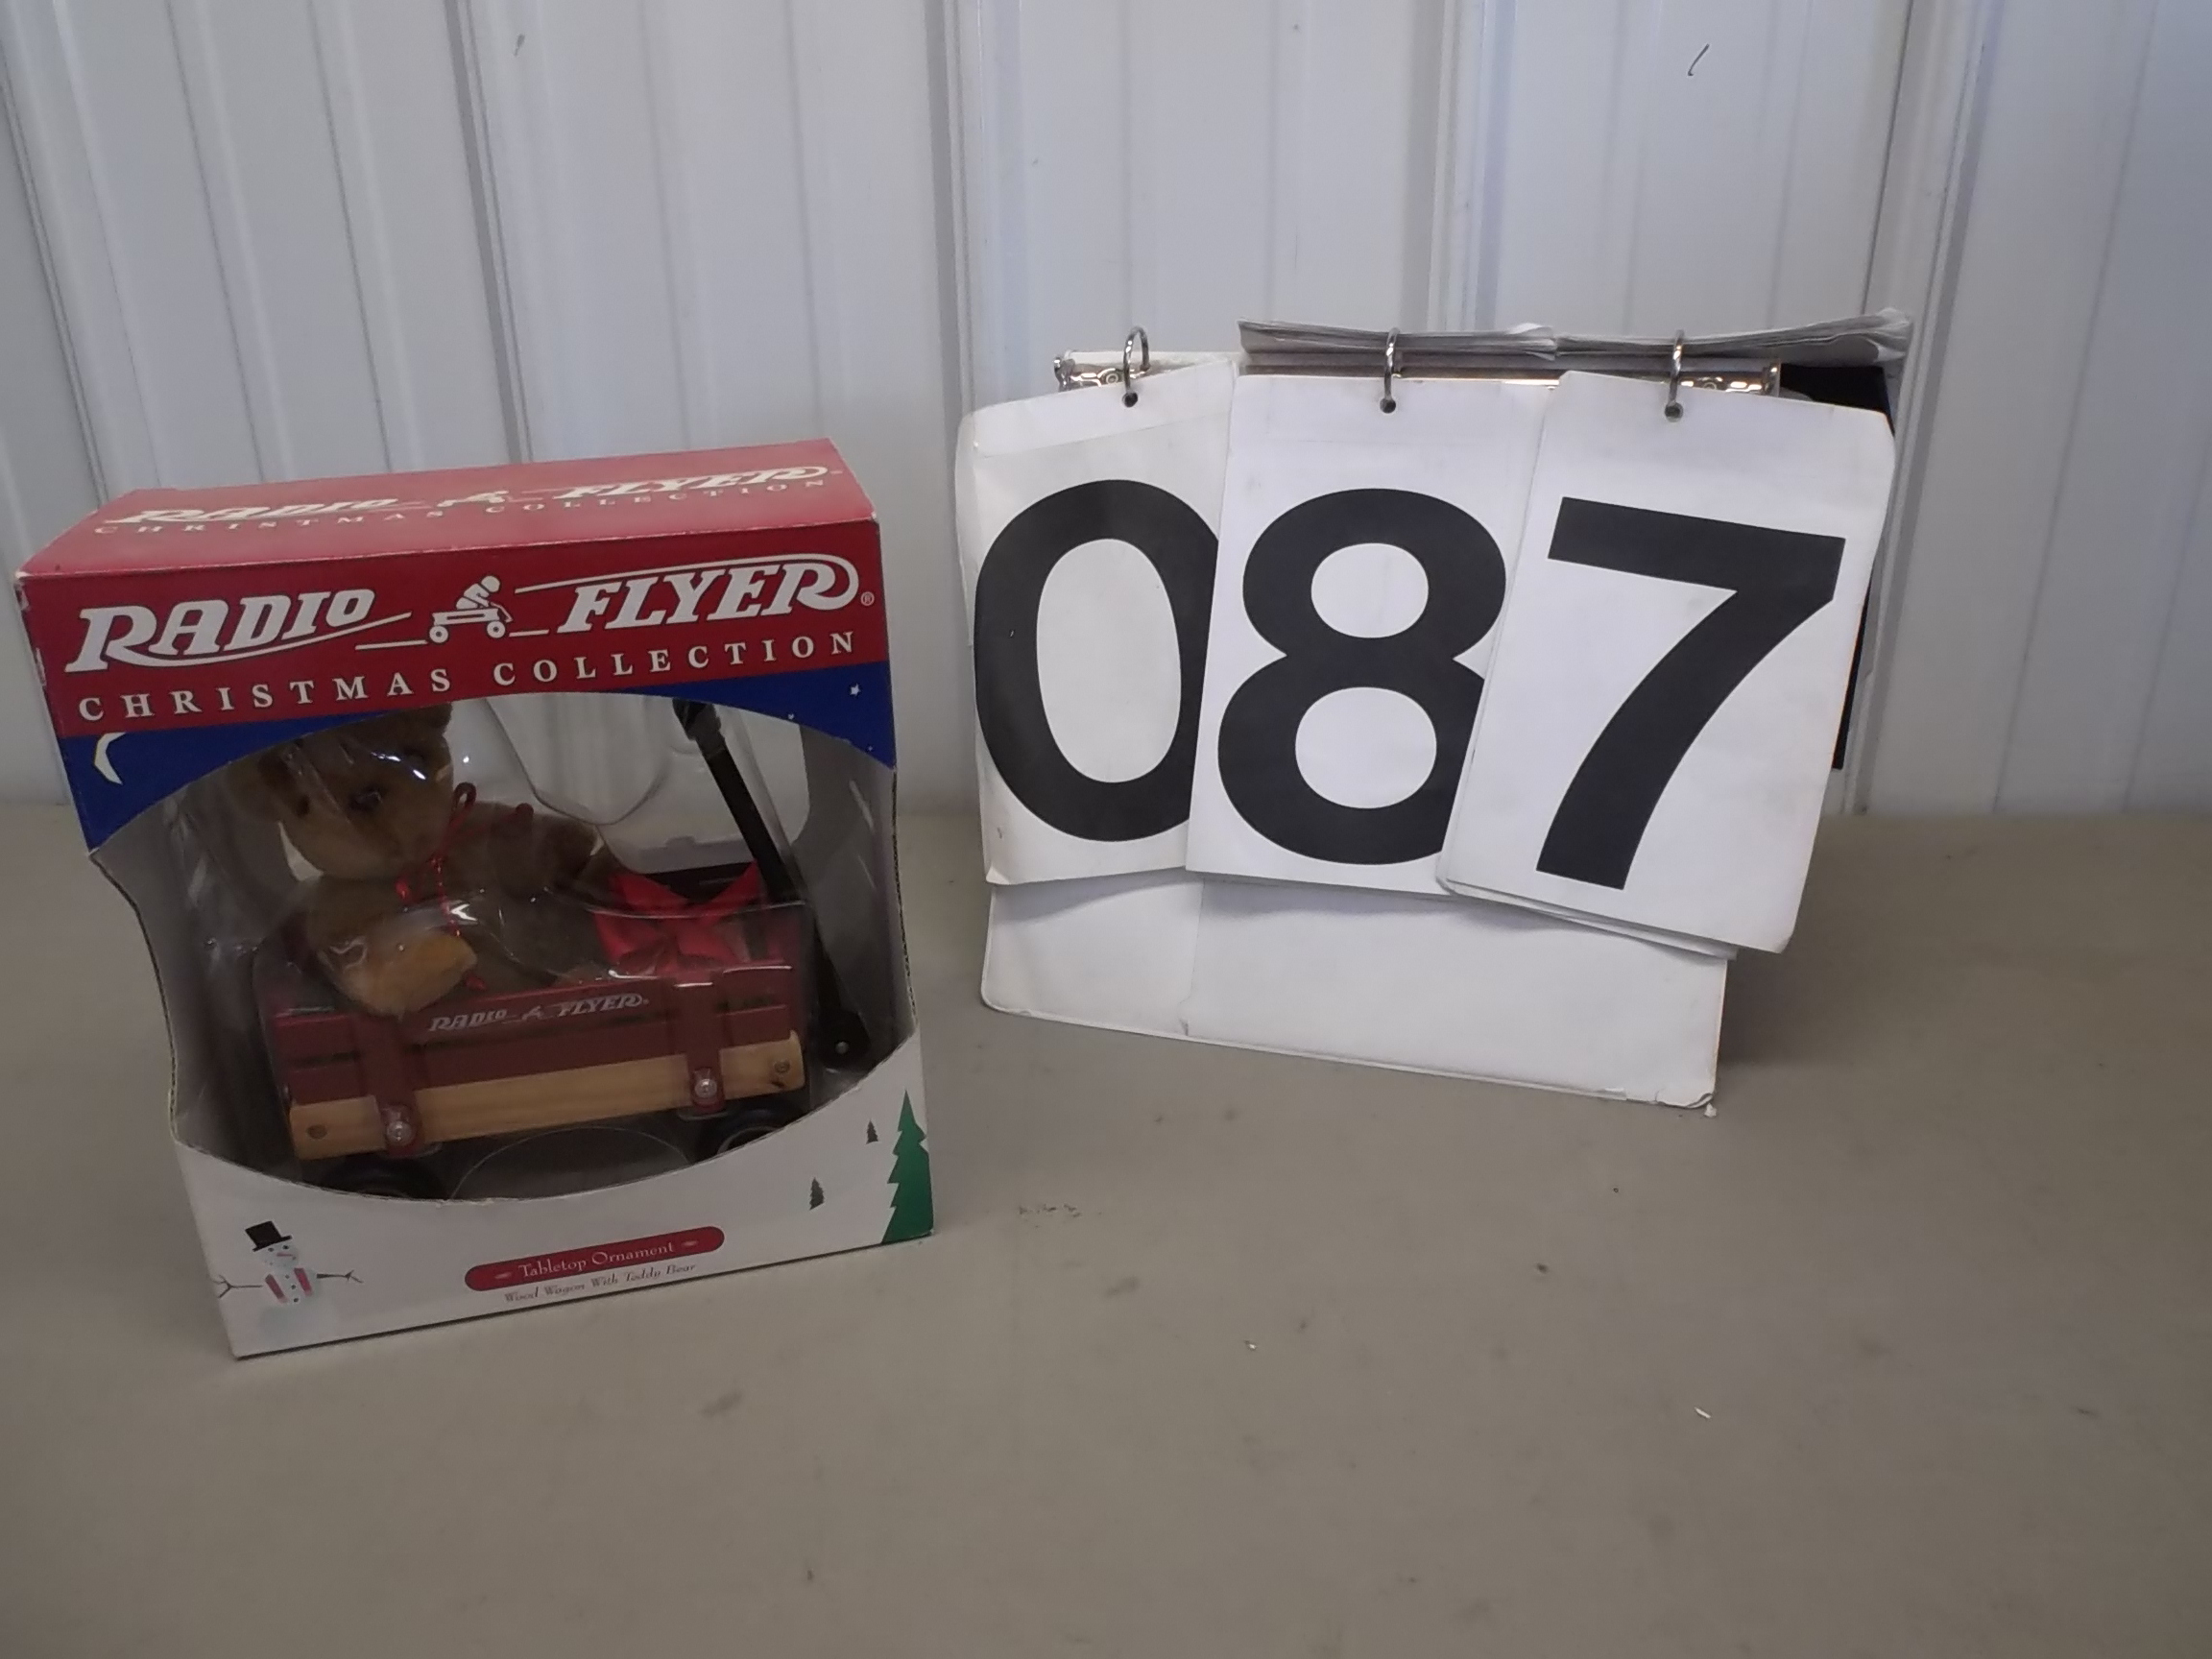 RADIO FLYER
CHRISTMAS COLLECTION
RADIO FLYER®
CHRISTMAS COLLECTION
RADIO FLYER®
Tabletop Ornament
Wood Wagon With Teddy Bear
087